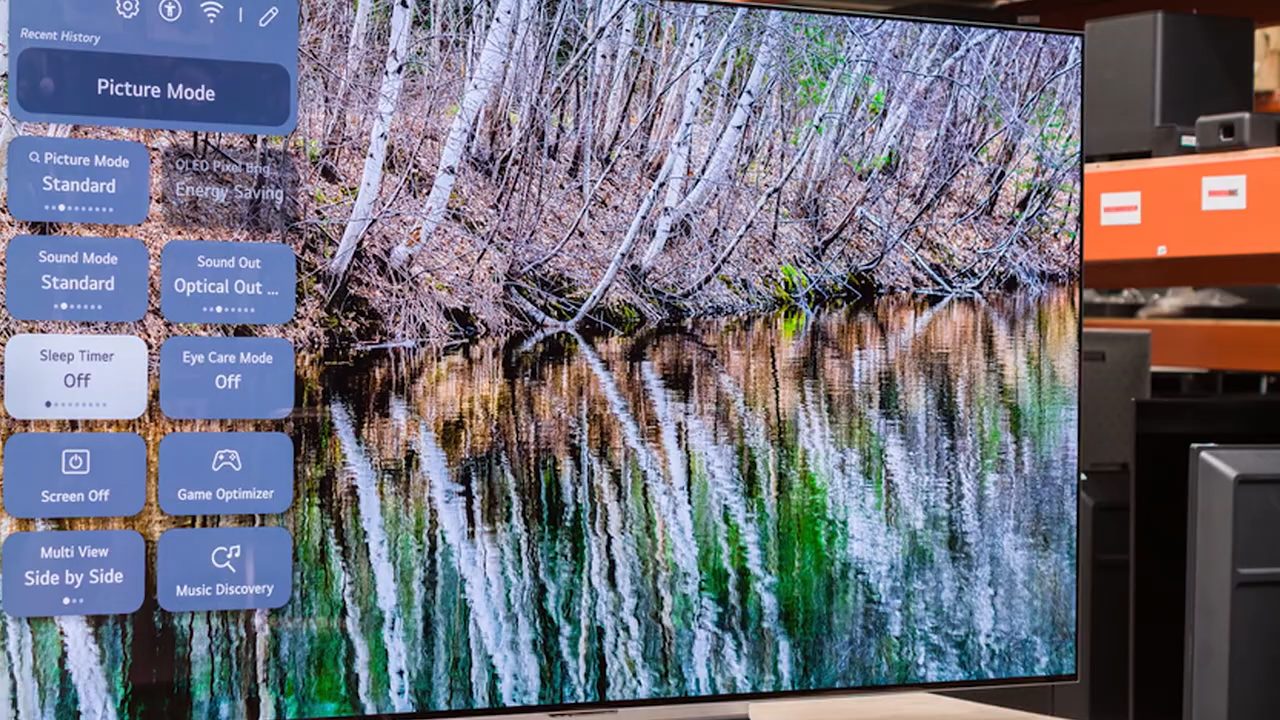 Recent History
Picture Mode
Picture Mode
Standard
OLED Pixel Brig...
Energy Saving
Sound Mode
Standard
Sound Out
Optical Out ...
Sleep Timer
Off
Eye Care Mode
Off
Screen Off
Game Optimizer
Multi View
Side by Side
Music Discovery